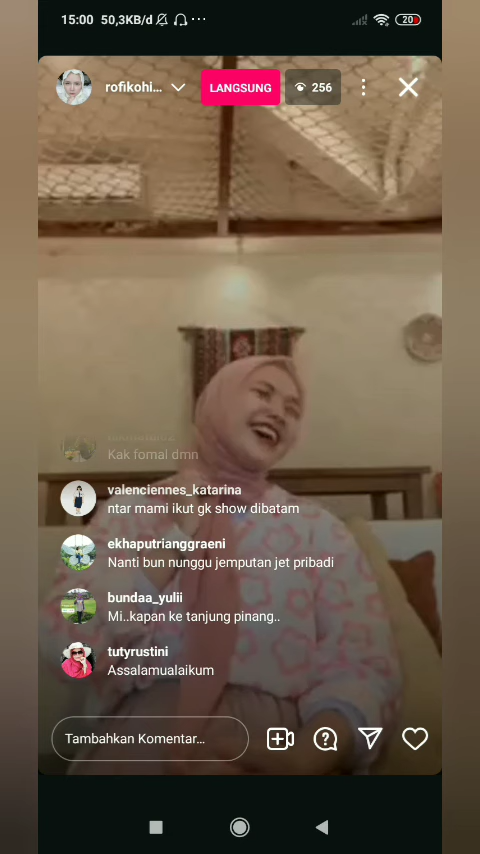 15:00 50,3KB/d
20
rofikohi...
LANGSUNG
256
Kak fomal dmn
valenciennes_katarina
ntar mami ikut gk show dibatam
ekhaputrianggraeni
Nanti bun nunggu jemputan jet pribadi
bundaa_yulii
Mi..kapan ke tanjung pinang..
tutyrustini
Assalamualaikum
Tambahkan Komentar...